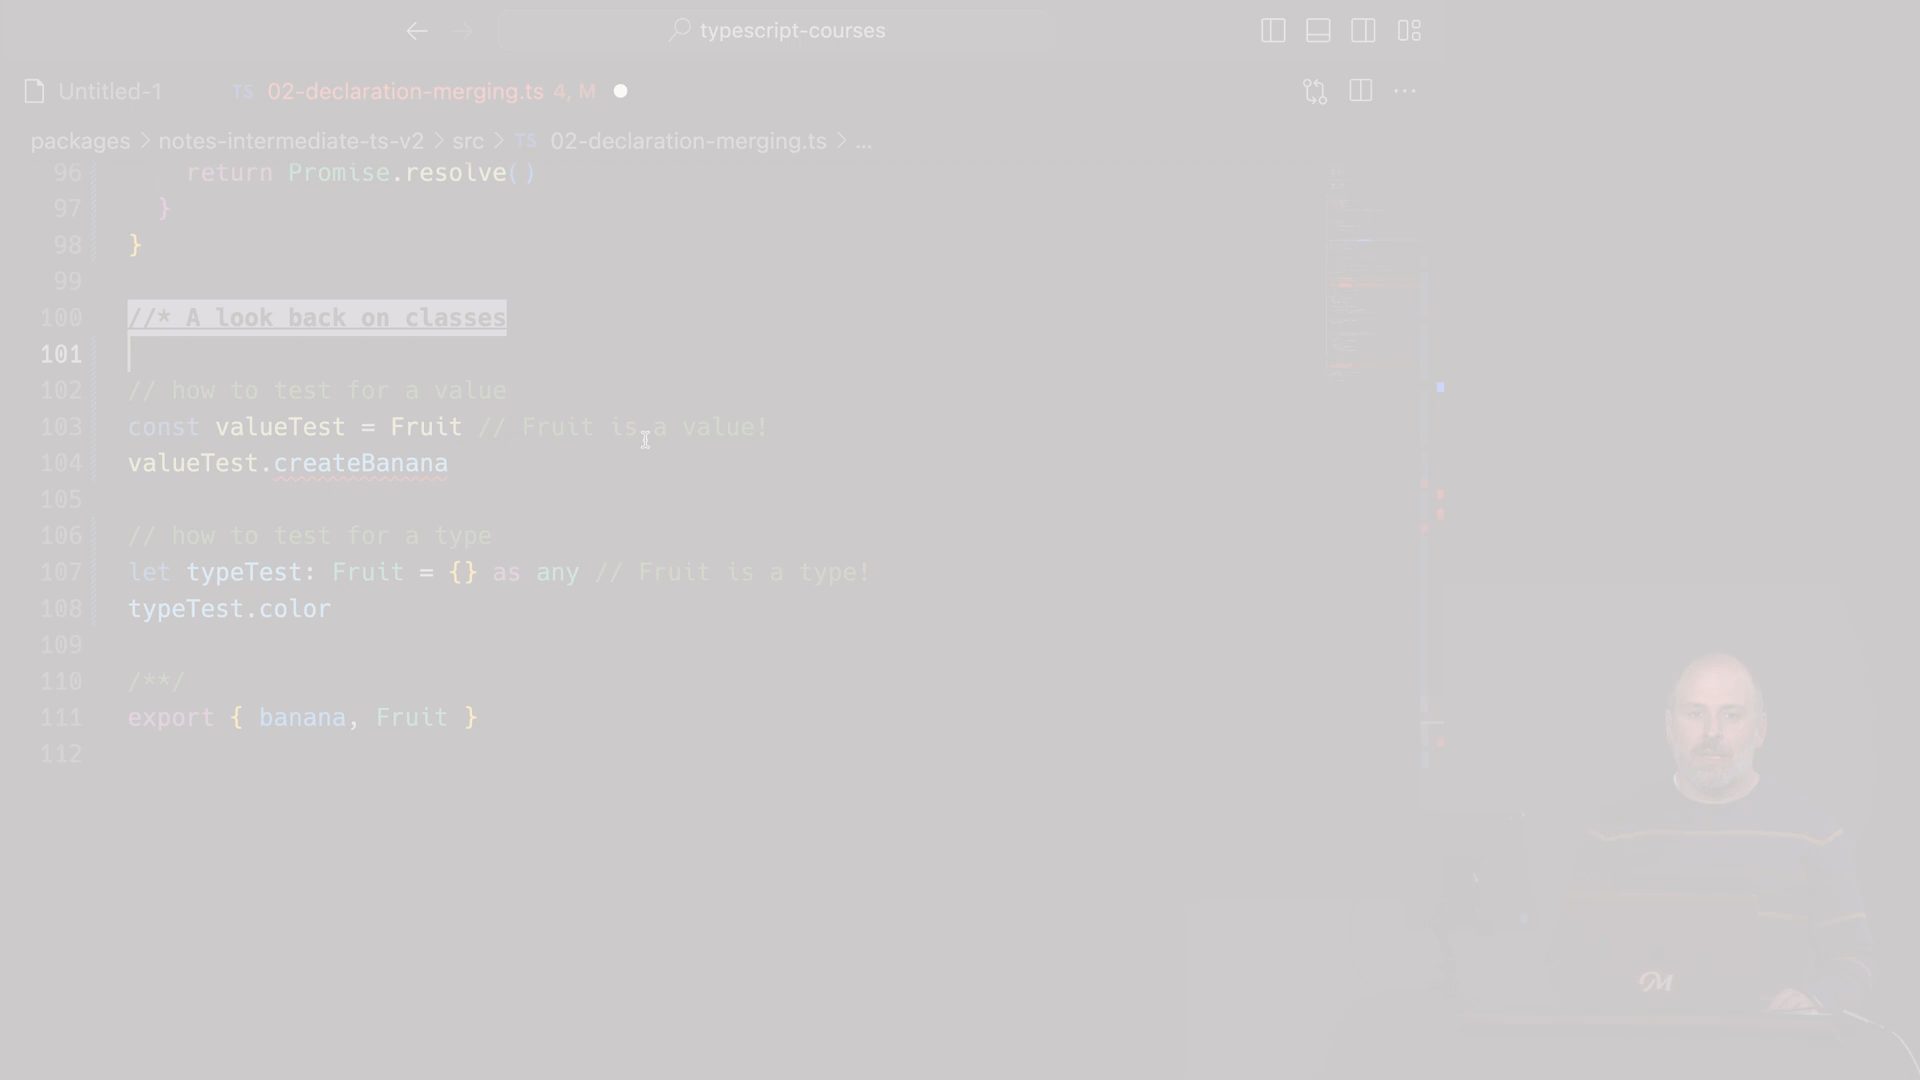 typescript-courses
Untitled-1
TS 02-declaration-merging.ts 4, M
packages > notes-intermediate-ts-v2 > src > TS 02-declaration-merging.ts > ...
96 return Promise.resolve()
97 }
98 }
99
100 //* A look back on classes
101
102 // how to test for a value
103 const valueTest = Fruit // Fruit is a value!
104 valueTest.createBanana
105
106 // how to test for a type
107 let typeTest: Fruit = {} as any // Fruit is a type!
108 typeTest.color
109
110 /**/
111 export { banana, Fruit }
112